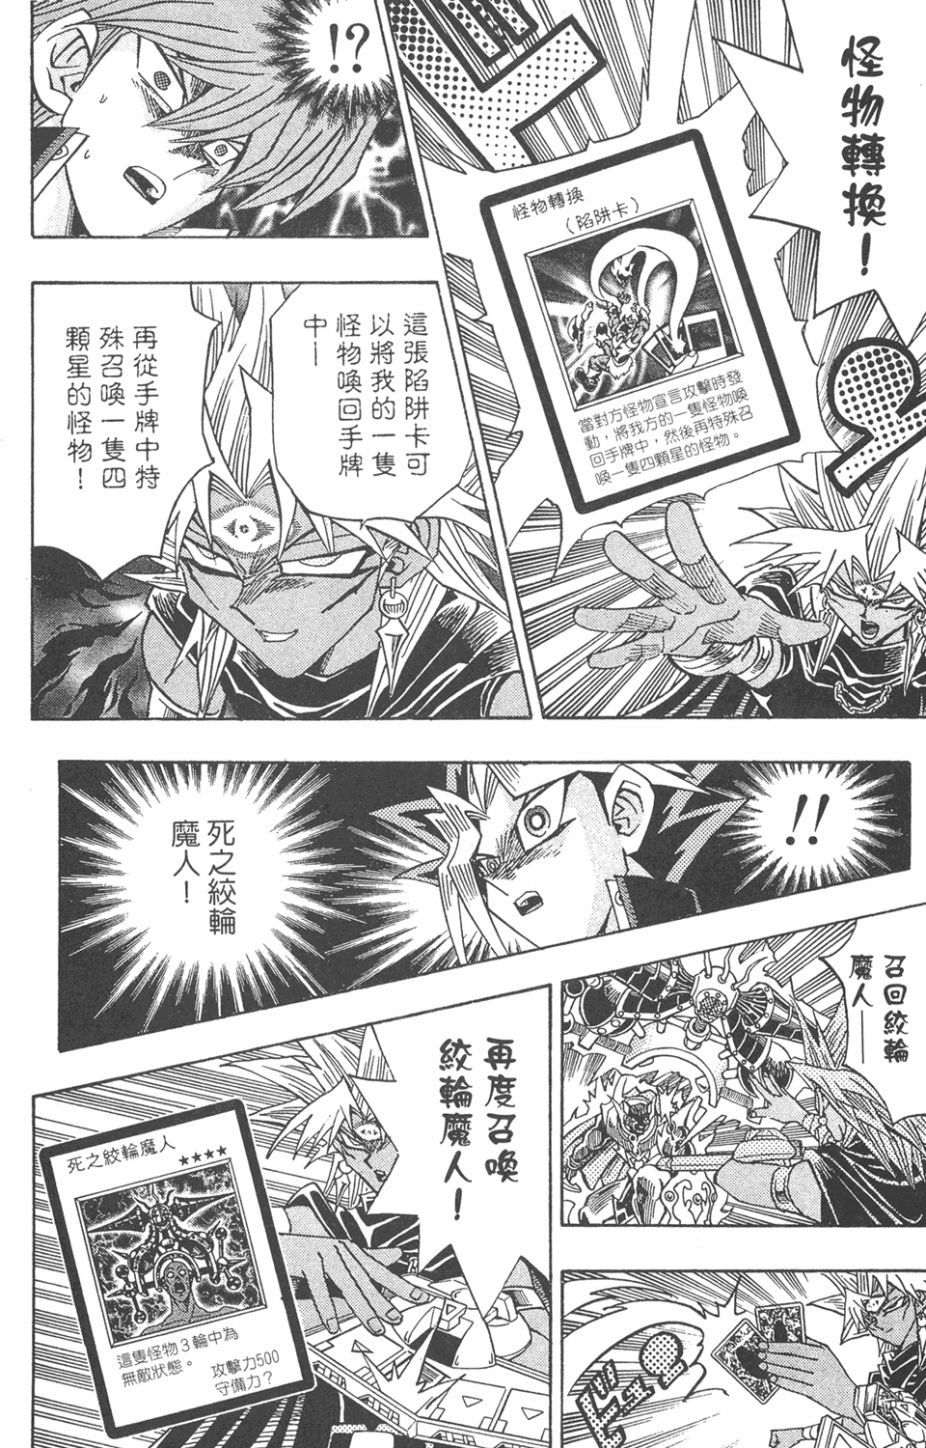 怪物轉換！
怪物轉換
（陷阱卡）
當對方怪物宣言攻擊時發
動，將我方的一隻怪物喚
回手牌中，然後再特殊召
喚一隻四顆星的怪物。
!?
這張陷阱卡可
以將我的一隻
怪物喚回手牌
中—
再從手牌中特
殊召喚一隻四
顆星的怪物！
!!
死之絞輪
魔人！
召回絞輪
魔人——
ドシュ
再度召喚
絞輪魔人！
死之絞輪魔人
★★★★
這隻怪物3輪中為
無敵狀態。
攻擊力500
守備力？